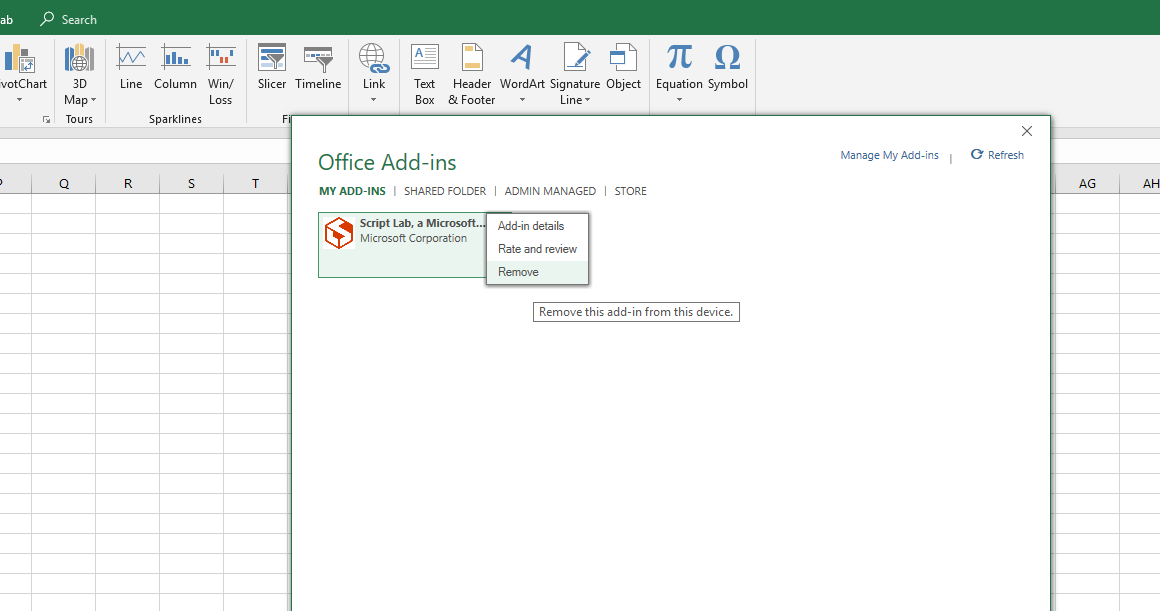 ab
Search
ivotChart
3D
Map
Line
Column
Win/
Loss
Slicer
Timeline
Link
Text
Box
Header
& Footer
WordArt
Signature
Line
Object
Equation
Symbol
Tours
Sparklines
Fi
Q R S T AG AH
Office Add-ins
Manage My Add-ins | Refresh
MY ADD-INS | SHARED FOLDER | ADMIN MANAGED | STORE
Script Lab, a Microsoft...
Microsoft Corporation
Add-in details
Rate and review
Remove
Remove this add-in from this device.